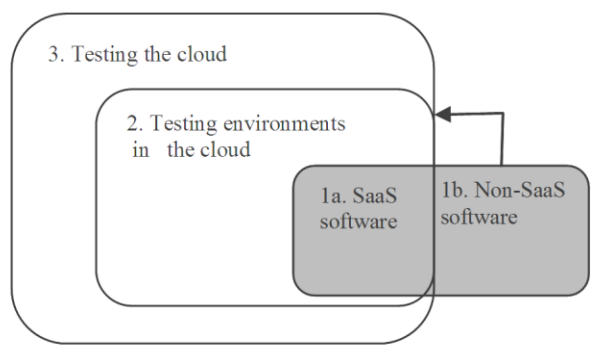 3. Testing the cloud
2. Testing environments
in the cloud
1a. SaaS
software
1b. Non-SaaS
software